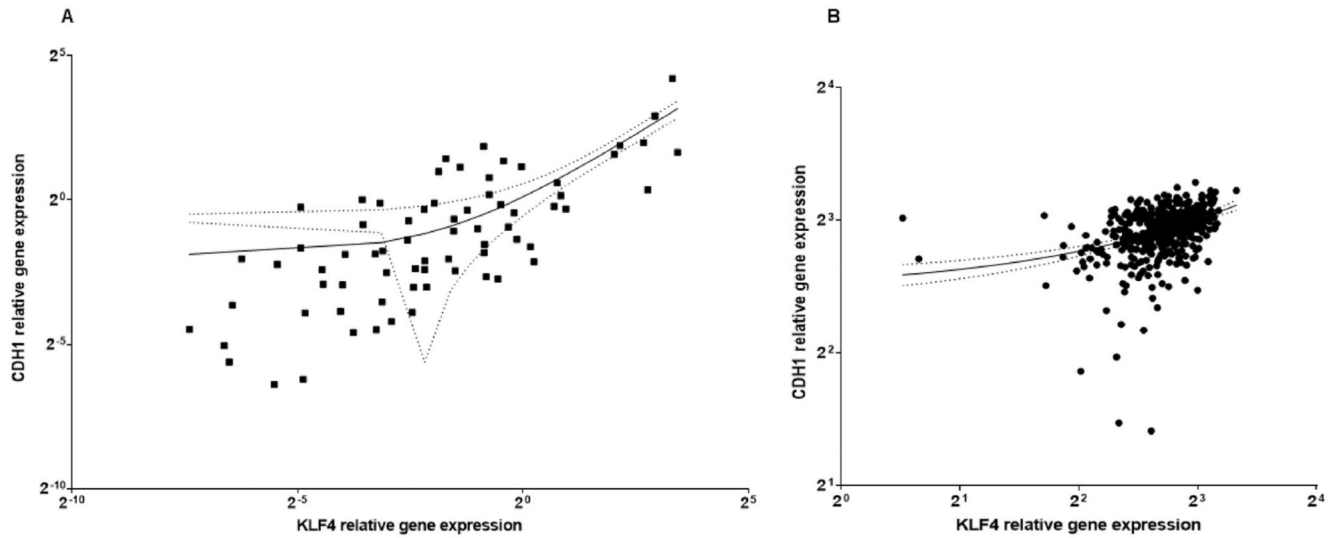 A
2^5
2^0
2^-5
2^-10
CDH1 relative gene expression
2^-10 2^-5 2^0 2^5
KLF4 relative gene expression
B
2^4
2^3
2^2
2^1
CDH1 relative gene expression
2^0 2^1 2^2 2^3 2^4
KLF4 relative gene expression